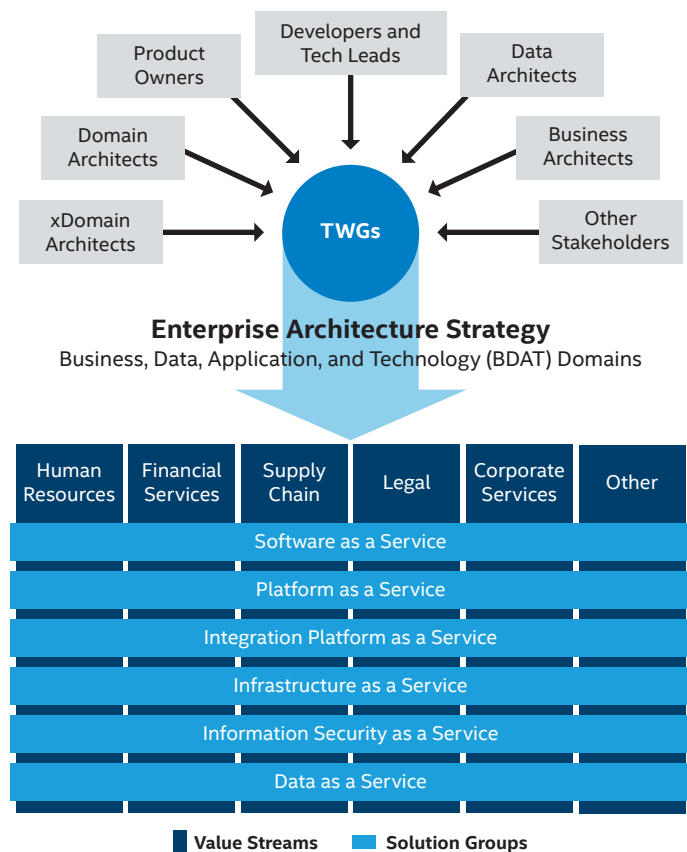 Developers and
Tech Leads
Product
Owners
Data
Architects
Domain
Architects
Business
Architects
xDomain
Architects
TWGs
Other
Stakeholders
Enterprise Architecture Strategy
Business, Data, Application, and Technology (BDAT) Domains
Human
Resources
Financial
Services
Supply
Chain
Legal
Corporate
Services
Other
Software as a Service
Platform as a Service
Integration Platform as a Service
Infrastructure as a Service
Information Security as a Service
Data as a Service
Value Streams
Solution Groups